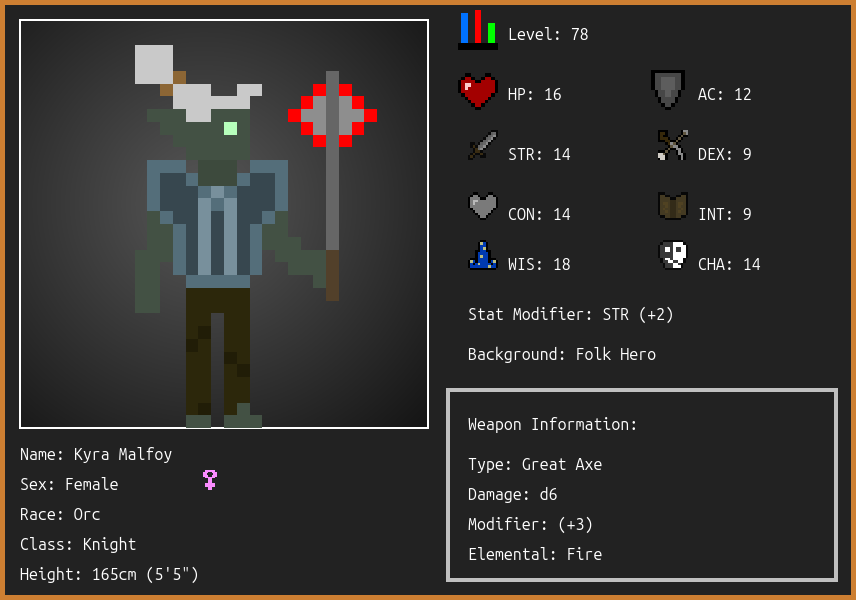 Level: 78
HP: 16
AC: 12
STR: 14
DEX: 9
CON: 14
INT: 9
WIS: 18
CHA: 14
Stat Modifier: STR (+2)
Background: Folk Hero
Weapon Information:
Type: Great Axe
Damage: d6
Modifier: (+3)
Elemental: Fire
Name: Kyra Malfoy
Sex: Female
Race: Orc
Class: Knight
Height: 165cm (5'5")